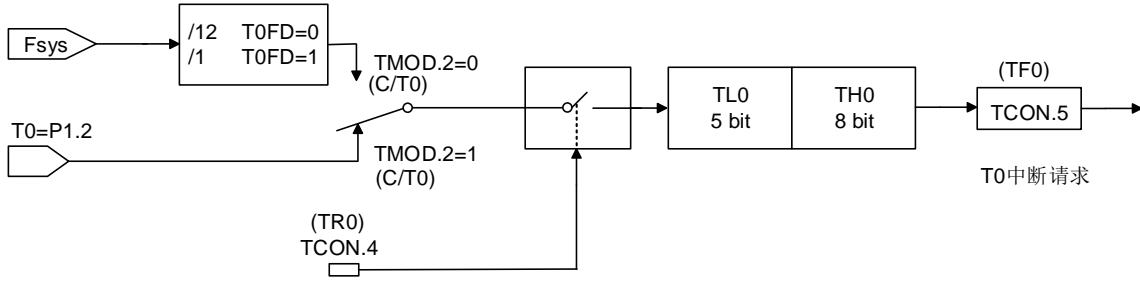 Fsys
/12 T0FD=0
/1 T0FD=1
TMOD.2=0
(C/T0)
T0=P1.2
TMOD.2=1
(C/T0)
(TR0)
TCON.4
TL0
5 bit
TH0
8 bit
(TF0)
TCON.5
T0中断请求